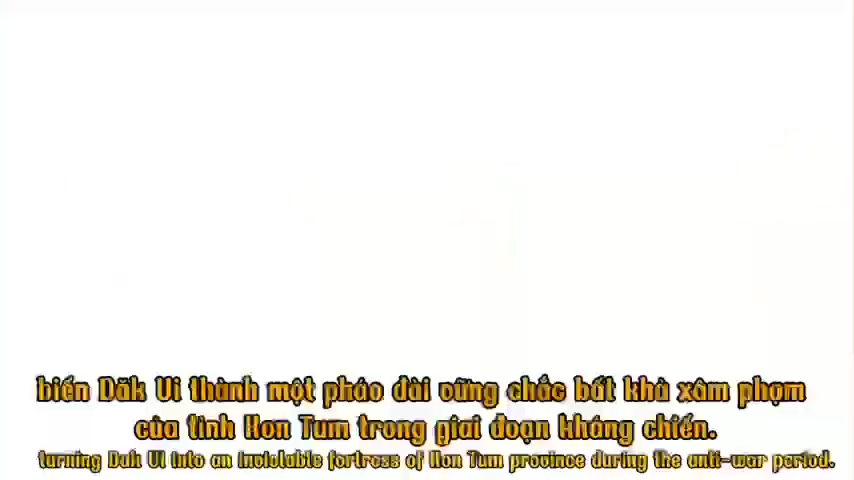 biến Dăk Ui thành một pháo đài vững chắc bất khả xâm phạm
của tỉnh Kon Tum trong giai đoạn kháng chiến.
turning Dak Ui into an inviolable fortress of Kon Tum province during the anti-war period.